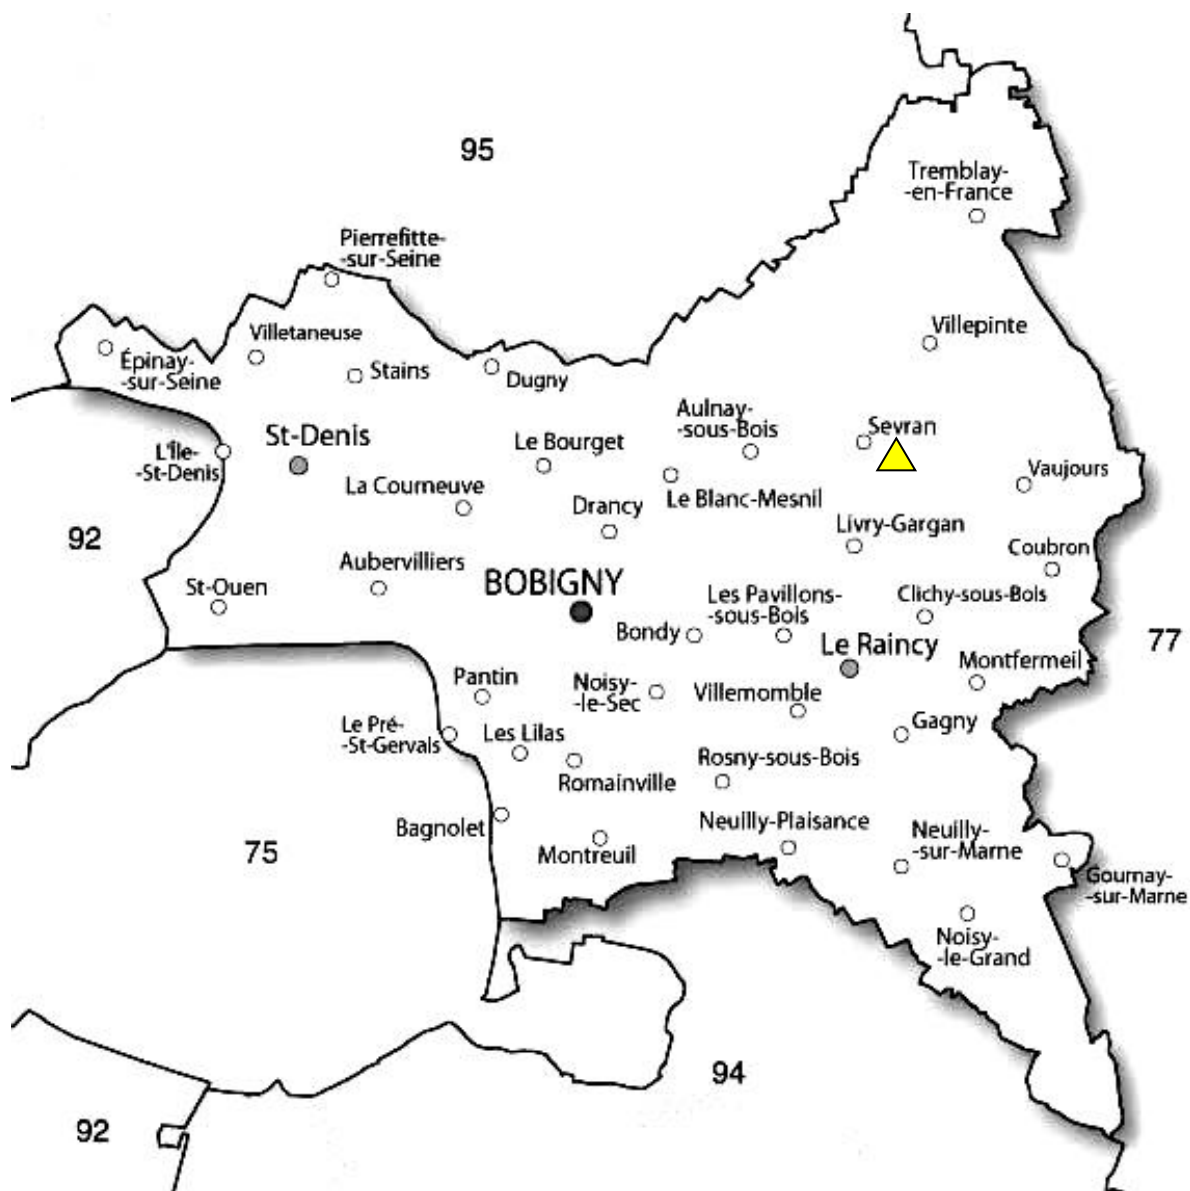 95
Tremblay-
-en-France
Pierrefitte-
-sur-Seine
Villetaneuse
Villepinte
Épinay-
-sur-Seine
Stains
Dugny
Aulnay-
-sous-Bois
Sevran
St-Denis
Le Bourget
L'Île-
-St-Denis
La Courneuve
Le Blanc-Mesnil
Vaujours
Drancy
Livry-Gargan
92
Coubron
Aubervilliers
BOBIGNY
St-Ouen
Les Pavillons-
-sous-Bois
Clichy-sous-Bois
Bondy
Le Raincy
77
Montfermeil
Pantin
Noisy-
-le-Sec
Villemomble
Le Pré-
-St-Gervals
Les Lilas
Gagny
Rosny-sous-Bois
Romainville
Bagnolet
Neuilly-Plaisance
Neuilly-
-sur-Marne
75
Montreuil
Gournay-
-sur-Marne
Noisy-
-le-Grand
94
92